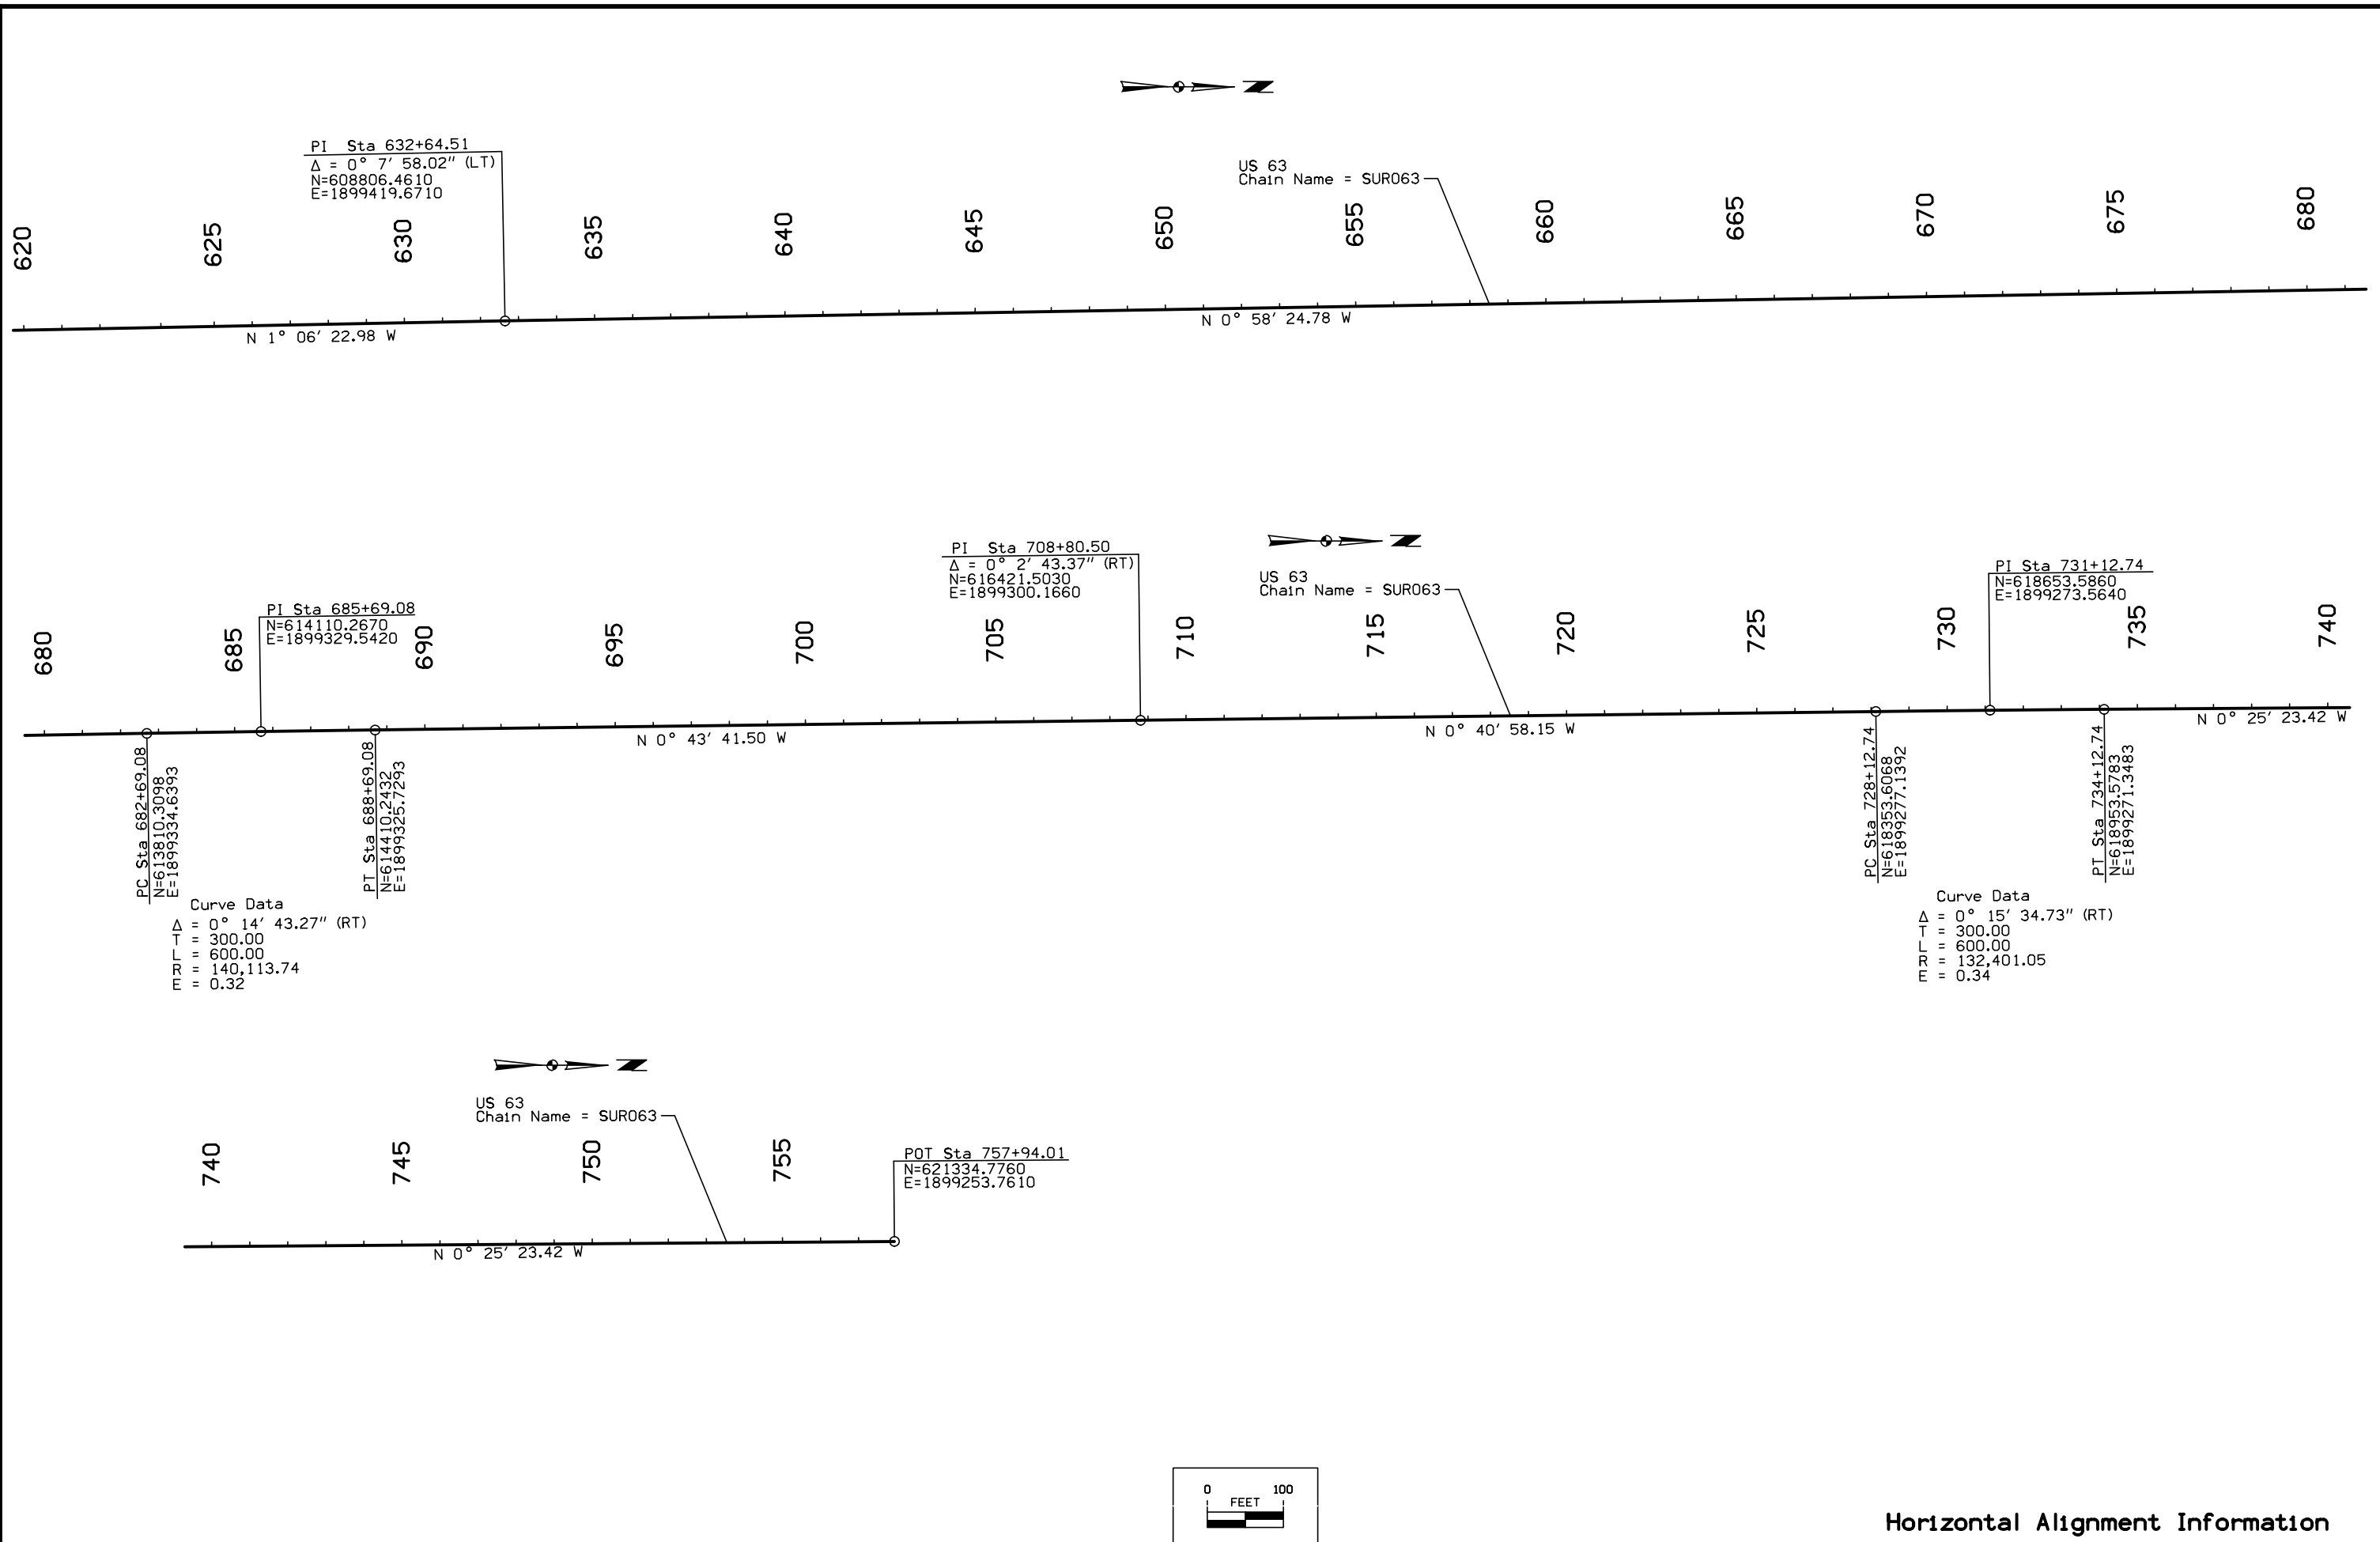 PI Sta 632+64.51
Δ = 0° 7' 58.02" (LT)
N=608806.4610
E=1899419.6710
US 63
Chain Name = SUR063
620
625
630
635
640
645
650
655
660
665
670
675
680
N 1° 06' 22.98 W
N 0° 58' 24.78 W
PI Sta 685+69.08
N=614110.2670
E=1899329.5420
PI Sta 708+80.50
Δ = 0° 2' 43.37" (RT)
N=616421.5030
E=1899300.1660
US 63
Chain Name = SUR063
PI Sta 731+12.74
N=618653.5860
E=1899273.5640
680
685
690
695
700
705
710
715
720
725
730
735
740
N 0° 43' 41.50 W
N 0° 40' 58.15 W
N 0° 25' 23.42 W
PC Sta 682+69.08
N=613810.3098
E=1899334.6393
PT Sta 688+69.08
N=614410.2432
E=1899325.7293
PC Sta 728+12.74
N=618353.6068
E=1899277.1392
PT Sta 734+12.74
N=618953.5783
E=1899271.3483
Curve Data
Δ = 0° 14' 43.27" (RT)
T = 300.00
L = 600.00
R = 140,113.74
E = 0.32
Curve Data
Δ = 0° 15' 34.73" (RT)
T = 300.00
L = 600.00
R = 132,401.05
E = 0.34
US 63
Chain Name = SUR063
740
745
750
755
POT Sta 757+94.01
N=621334.7760
E=1899253.7610
N 0° 25' 23.42 W
0 100
FEET
Horizontal Alignment Information